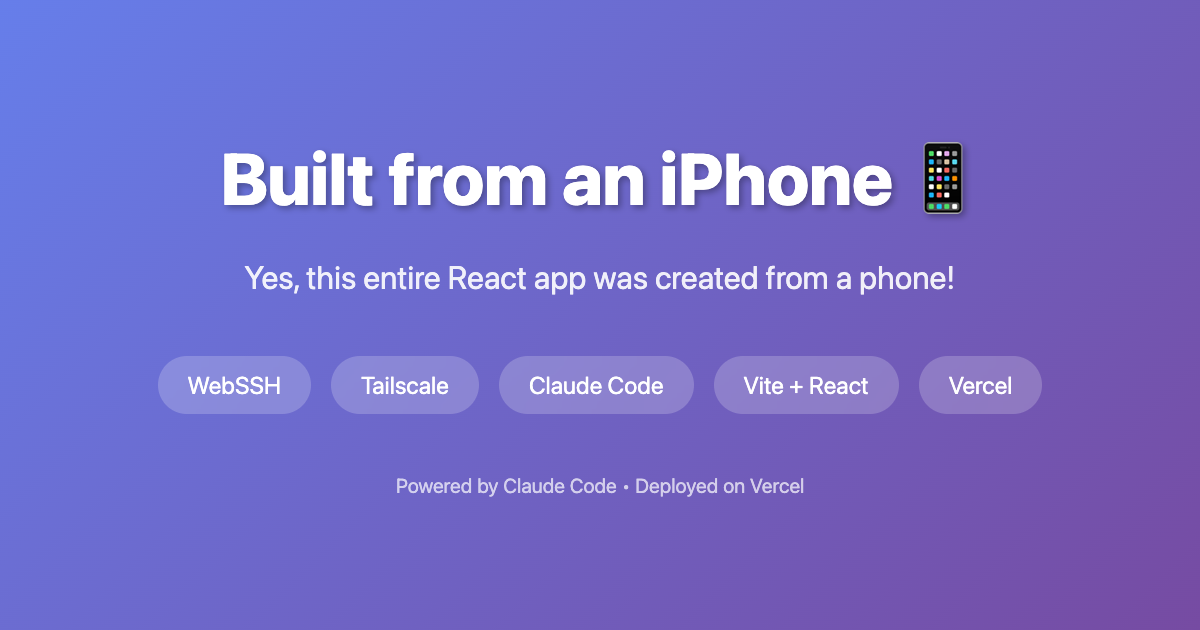 Built from an iPhone 📱
Yes, this entire React app was created from a phone!
WebSSH Tailscale Claude Code Vite + React Vercel
Powered by Claude Code • Deployed on Vercel